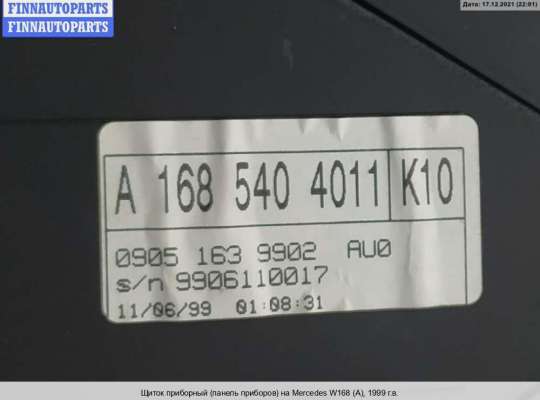 FINNAUTOPARTS
FINNAUTOPARTS
Дата: 17.12.2021 (22:01)
A 168 540 4011 K10
0905 163 9902 AU0
s/n 9906110017
11/06/99 01:08:31
Щиток приборный (панель приборов) на Mercedes W168 (A), 1999 г.в.